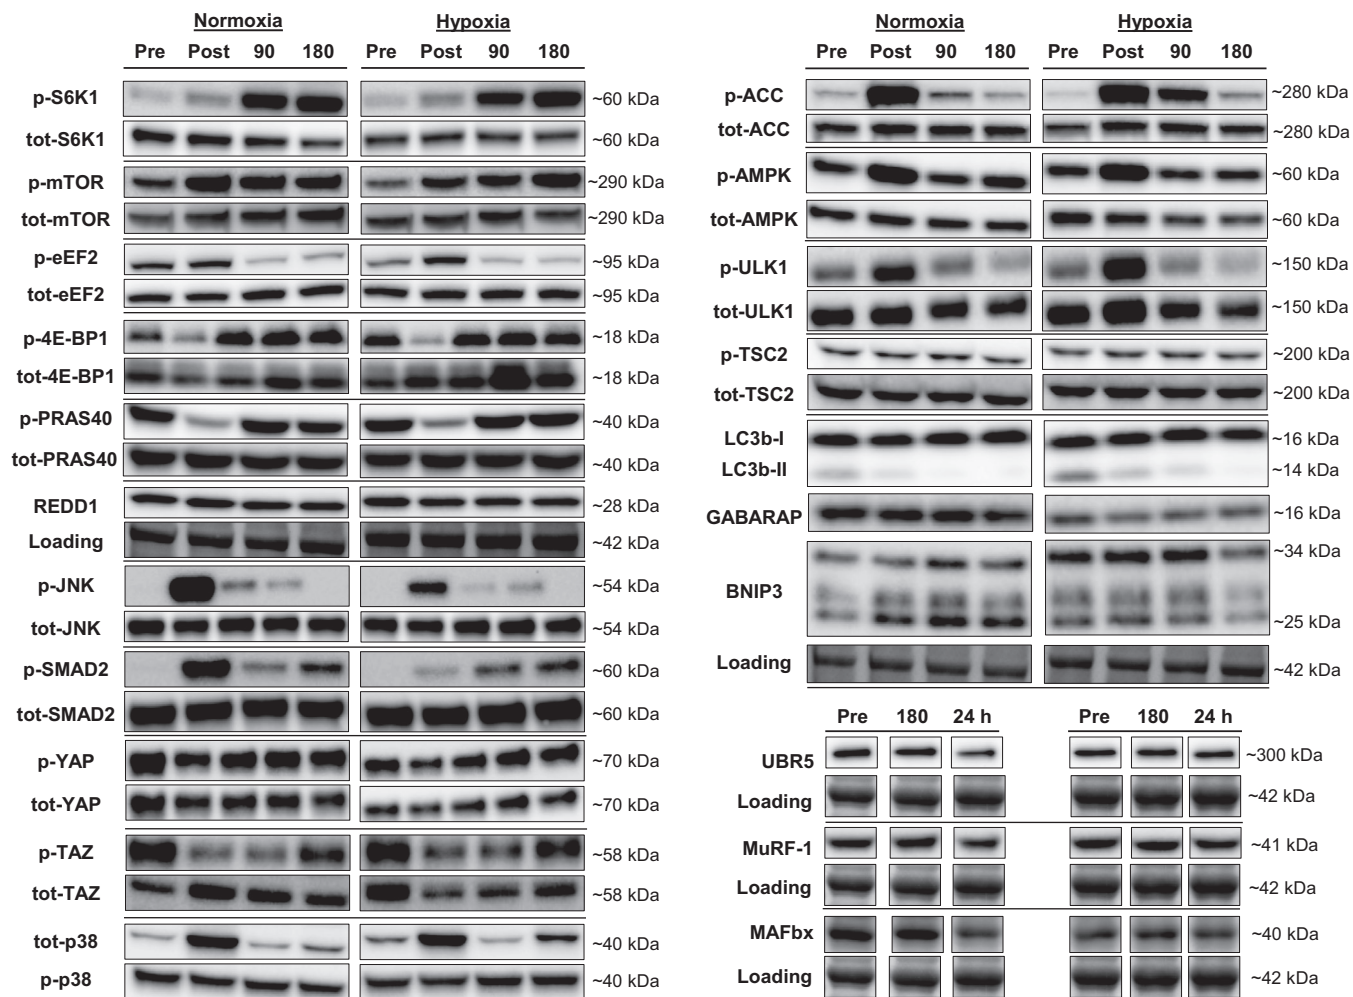 Normoxia Hypoxia
Pre Post 90 180 Pre Post 90 180
p-S6K1 ~60 kDa
tot-S6K1 ~60 kDa
p-mTOR ~290 kDa
tot-mTOR ~290 kDa
p-eEF2 ~95 kDa
tot-eEF2 ~95 kDa
p-4E-BP1 ~18 kDa
tot-4E-BP1 ~18 kDa
p-PRAS40 ~40 kDa
tot-PRAS40 ~40 kDa
REDD1 ~28 kDa
Loading ~42 kDa
p-JNK ~54 kDa
tot-JNK ~54 kDa
p-SMAD2 ~60 kDa
tot-SMAD2 ~60 kDa
p-YAP ~70 kDa
tot-YAP ~70 kDa
p-TAZ ~58 kDa
tot-TAZ ~58 kDa
tot-p38 ~40 kDa
p-p38 ~40 kDa
Normoxia Hypoxia
Pre Post 90 180 Pre Post 90 180
p-ACC ~280 kDa
tot-ACC ~280 kDa
p-AMPK ~60 kDa
tot-AMPK ~60 kDa
p-ULK1 ~150 kDa
tot-ULK1 ~150 kDa
p-TSC2 ~200 kDa
tot-TSC2 ~200 kDa
LC3b-I ~16 kDa
LC3b-II ~14 kDa
GABARAP ~16 kDa
~34 kDa
BNIP3
~25 kDa
Loading ~42 kDa
Pre 180 24 h Pre 180 24 h
UBR5 ~300 kDa
Loading ~42 kDa
MuRF-1 ~41 kDa
Loading ~42 kDa
MAFbx ~40 kDa
Loading ~42 kDa